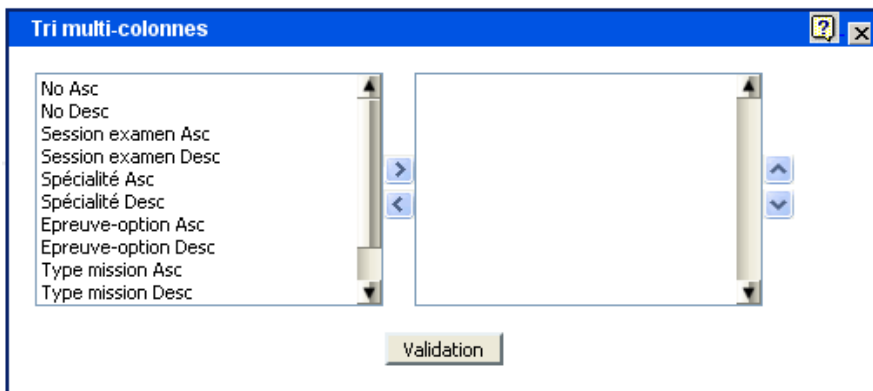 Tri multi-colonnes
No Asc
No Desc
Session examen Asc
Session examen Desc
Spécialité Asc
Spécialité Desc
Epreuve-option Asc
Epreuve-option Desc
Type mission Asc
Type mission Desc
Validation